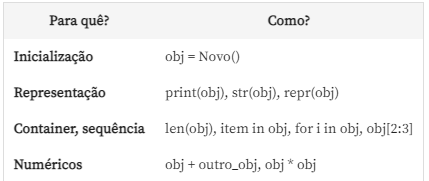 Para quê? Como?
Inicialização obj = Novo()
Representação print(obj), str(obj), repr(obj)
Container, sequência len(obj), item in obj, for i in obj, obj[2:3]
Numéricos obj + outro_obj, obj * obj